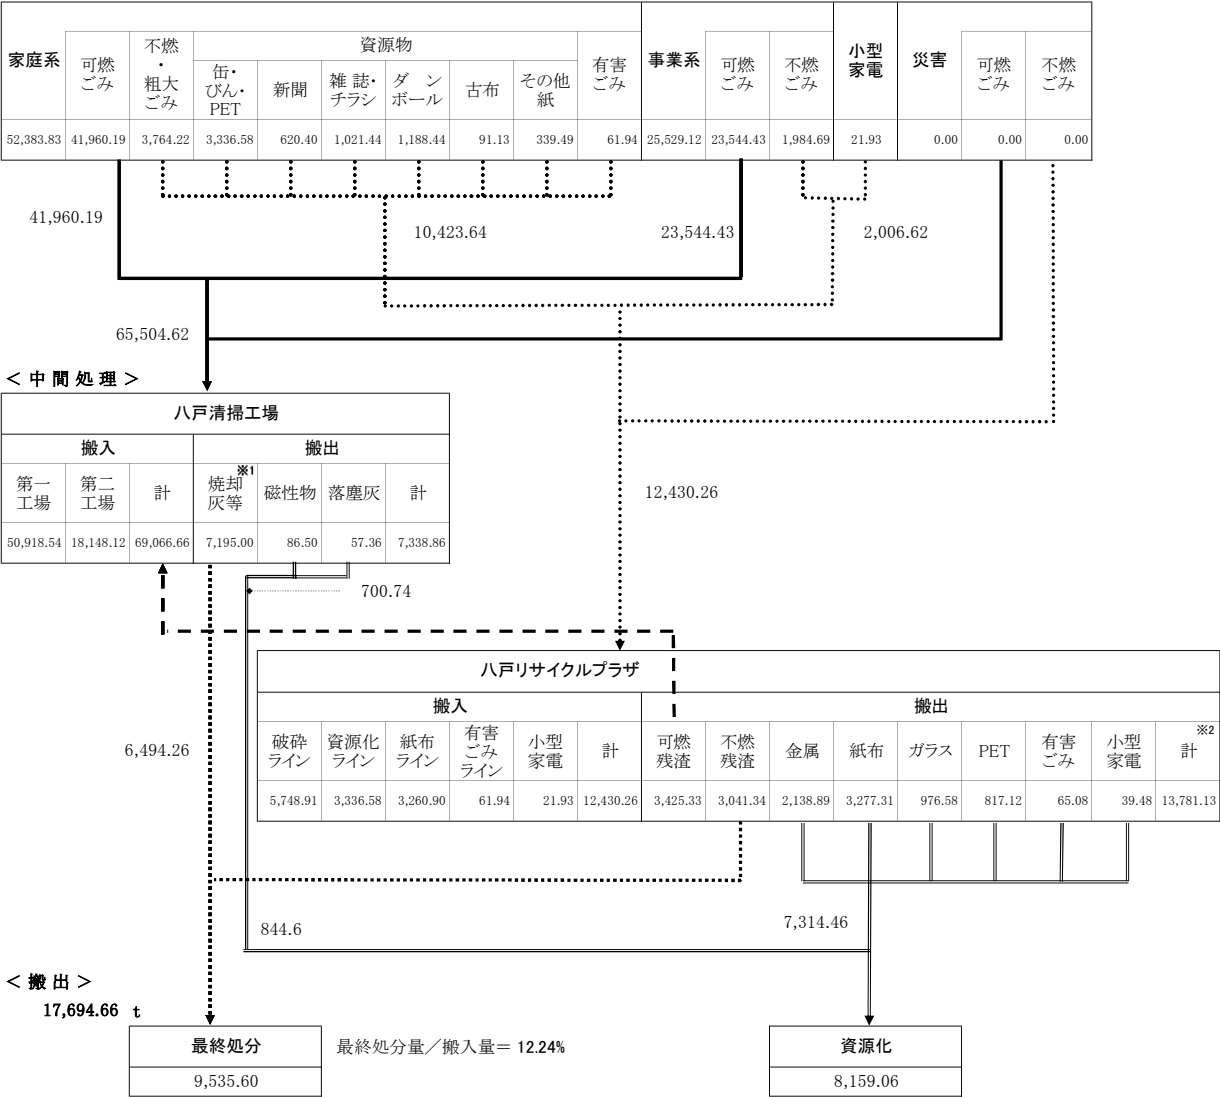 家庭系
可燃
ごみ
不燃
・
粗大
ごみ
資源物
缶・
びん・
PET
新聞
雑誌・
チラシ
ダン
ボール
古布
その他
紙
有害
ごみ
事業系
可燃
ごみ
不燃
ごみ
小型
家電
災害
可燃
ごみ
不燃
ごみ
52,383.83 41,960.19 3,764.22 3,336.58 620.40 1,021.44 1,188.44 91.13 339.49 61.94 25,529.12 23,544.43 1,984.69 21.93 0.00 0.00 0.00
41,960.19
10,423.64
23,544.43
2,006.62
65,504.62
＜中間処理＞
八戸清掃工場
搬入 搬出
第一
工場
第二
工場
計
焼却
灰等
※1
磁性物
落塵灰
計
50,918.54 18,148.12 69,066.66 7,195.00 86.50 57.36 7,338.86
12,430.26
700.74
八戸リサイクルプラザ
搬入 搬出
破砕
ライン
資源化
ライン
紙布
ライン
有害
ごみ
ライン
小型
家電
計
可燃
残渣
不燃
残渣
金属
紙布
ガラス
PET
有害
ごみ
小型
家電
※2
計
5,748.91 3,336.58 3,260.90 61.94 21.93 12,430.26 3,425.33 3,041.34 2,138.89 3,277.31 976.58 817.12 65.08 39.48 13,781.13
6,494.26
844.6
7,314.46
＜搬出＞
17,694.66 t
最終処分
9,535.60
最終処分量／搬入量＝ 12.24%
資源化
8,159.06